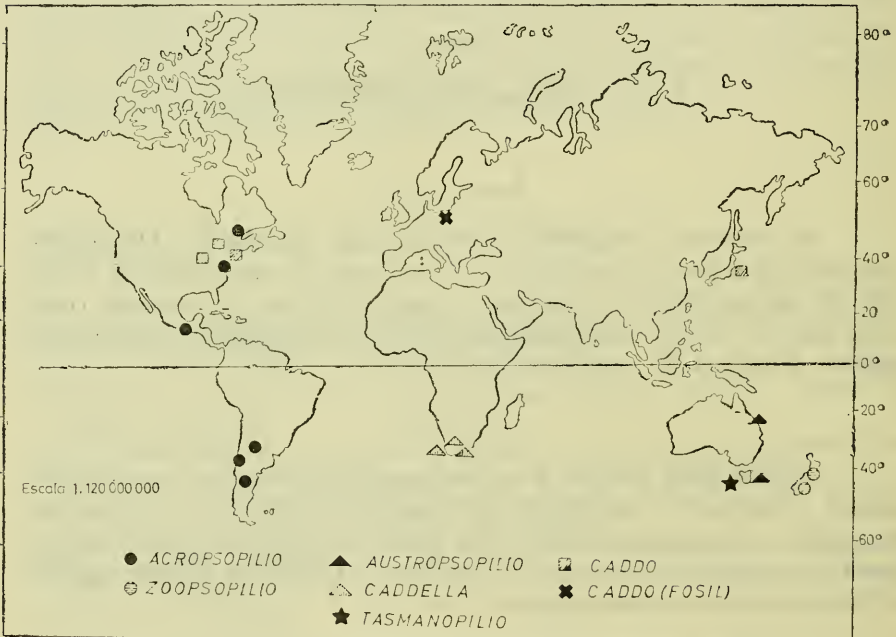 80°
70°
60°
40°
20
0°
20°
40°
60°
Escala 1.120 000 000
ACROPSOPILIO
AUSTROPSOPILIO
CADDO
ZOOPSOPILIO
CADDELLA
CADDO (FOSIL)
TASMANOPILIO